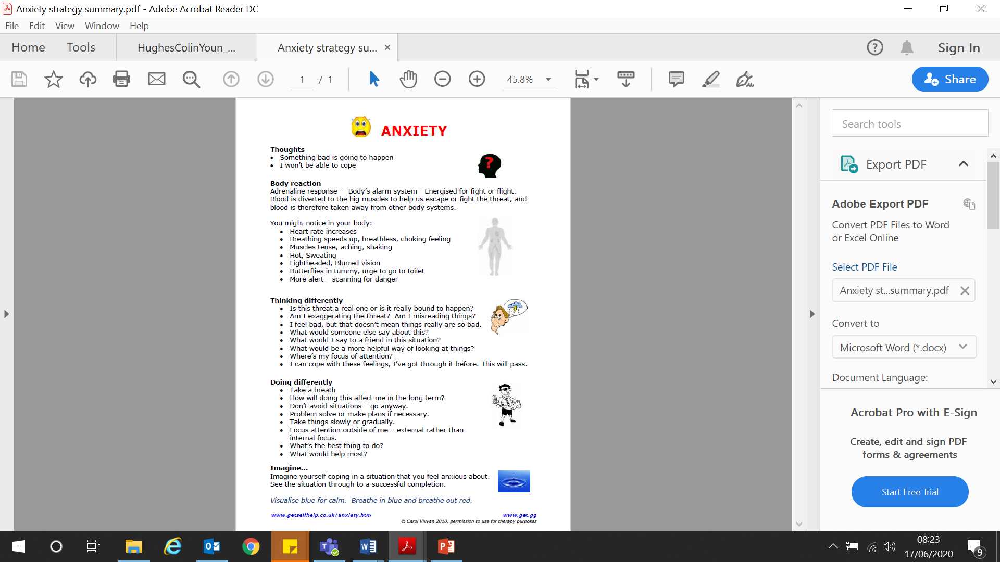 Anxiety strategy summary.pdf - Adobe Acrobat Reader DC
File Edit View Window Help
Home Tools HughesColinYoun_... Anxiety strategy su... Sign In
1 / 1 45.8% Share
ANXIETY
Thoughts
• Something bad is going to happen
• I won't be able to cope
Body reaction
Adrenaline response – Body's alarm system - Energised for fight or flight.
Blood is diverted to the big muscles to help us escape or fight the threat, and
blood is therefore taken away from other body systems.
You might notice in your body:
• Heart rate increases
• Breathing speeds up, breathless, choking feeling
• Muscles tense, aching, shaking
• Hot, Sweating
• Lightheaded, Blurred vision
• Butterflies in tummy, urge to go to toilet
• More alert – scanning for danger
Thinking differently
• Is this threat a real one or is it really bound to happen?
• Am I exaggerating the threat? Am I misreading things?
• I feel bad, but that doesn't mean things really are so bad.
• What would someone else say about this?
• What would I say to a friend in this situation?
• What would be a more helpful way of looking at things?
• Where's my focus of attention?
• I can cope with these feelings, I've got through it before. This will pass.
Doing differently
• Take a breath
• How will doing this affect me in the long term?
• Don't avoid situations – go anyway.
• Problem solve or make plans if necessary.
• Take things slowly or gradually.
• Focus attention outside of me – external rather than
internal focus.
• What's the best thing to do?
• What would help most?
Imagine...
Imagine yourself coping in a situation that you feel anxious about.
See the situation through to a successful completion.
Visualise blue for calm. Breathe in blue and breathe out red.
www.getselfhelp.co.uk/anxiety.htm www.get.gg
© Carol Vivyan 2010, permission to use for therapy purposes
Search tools
Export PDF
Adobe Export PDF
Convert PDF Files to Word
or Excel Online
Select PDF File
Anxiety st...summary.pdf
Convert to
Microsoft Word (*.docx)
Document Language:
Acrobat Pro with E-Sign
Create, edit and sign PDF
forms & agreements
Start Free Trial
08:23
17/06/2020
9